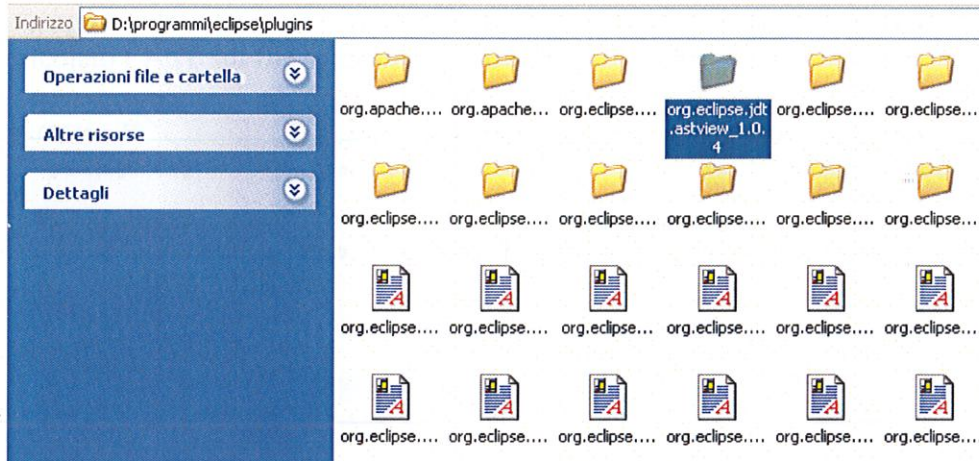 Indirizzo D:\programmi\eclipse\plugins
Operazioni file e cartella
Altre risorse
Dettagli
org.apache.... org.apache... org.eclipse.... org.eclipse.jdt org.eclipse.... org.eclipse...
.astview_1.0.
4
org.eclipse.... org.eclipse.... org.eclipse.... org.eclipse.... org.eclipse.... org.eclipse...
org.eclipse.... org.eclipse.... org.eclipse... org.eclipse.... org.eclipse.... org.eclipse...
org.eclipse.... org.eclipse.... org.eclipse.... org.eclipse.... org.eclipse.... org.eclipse...